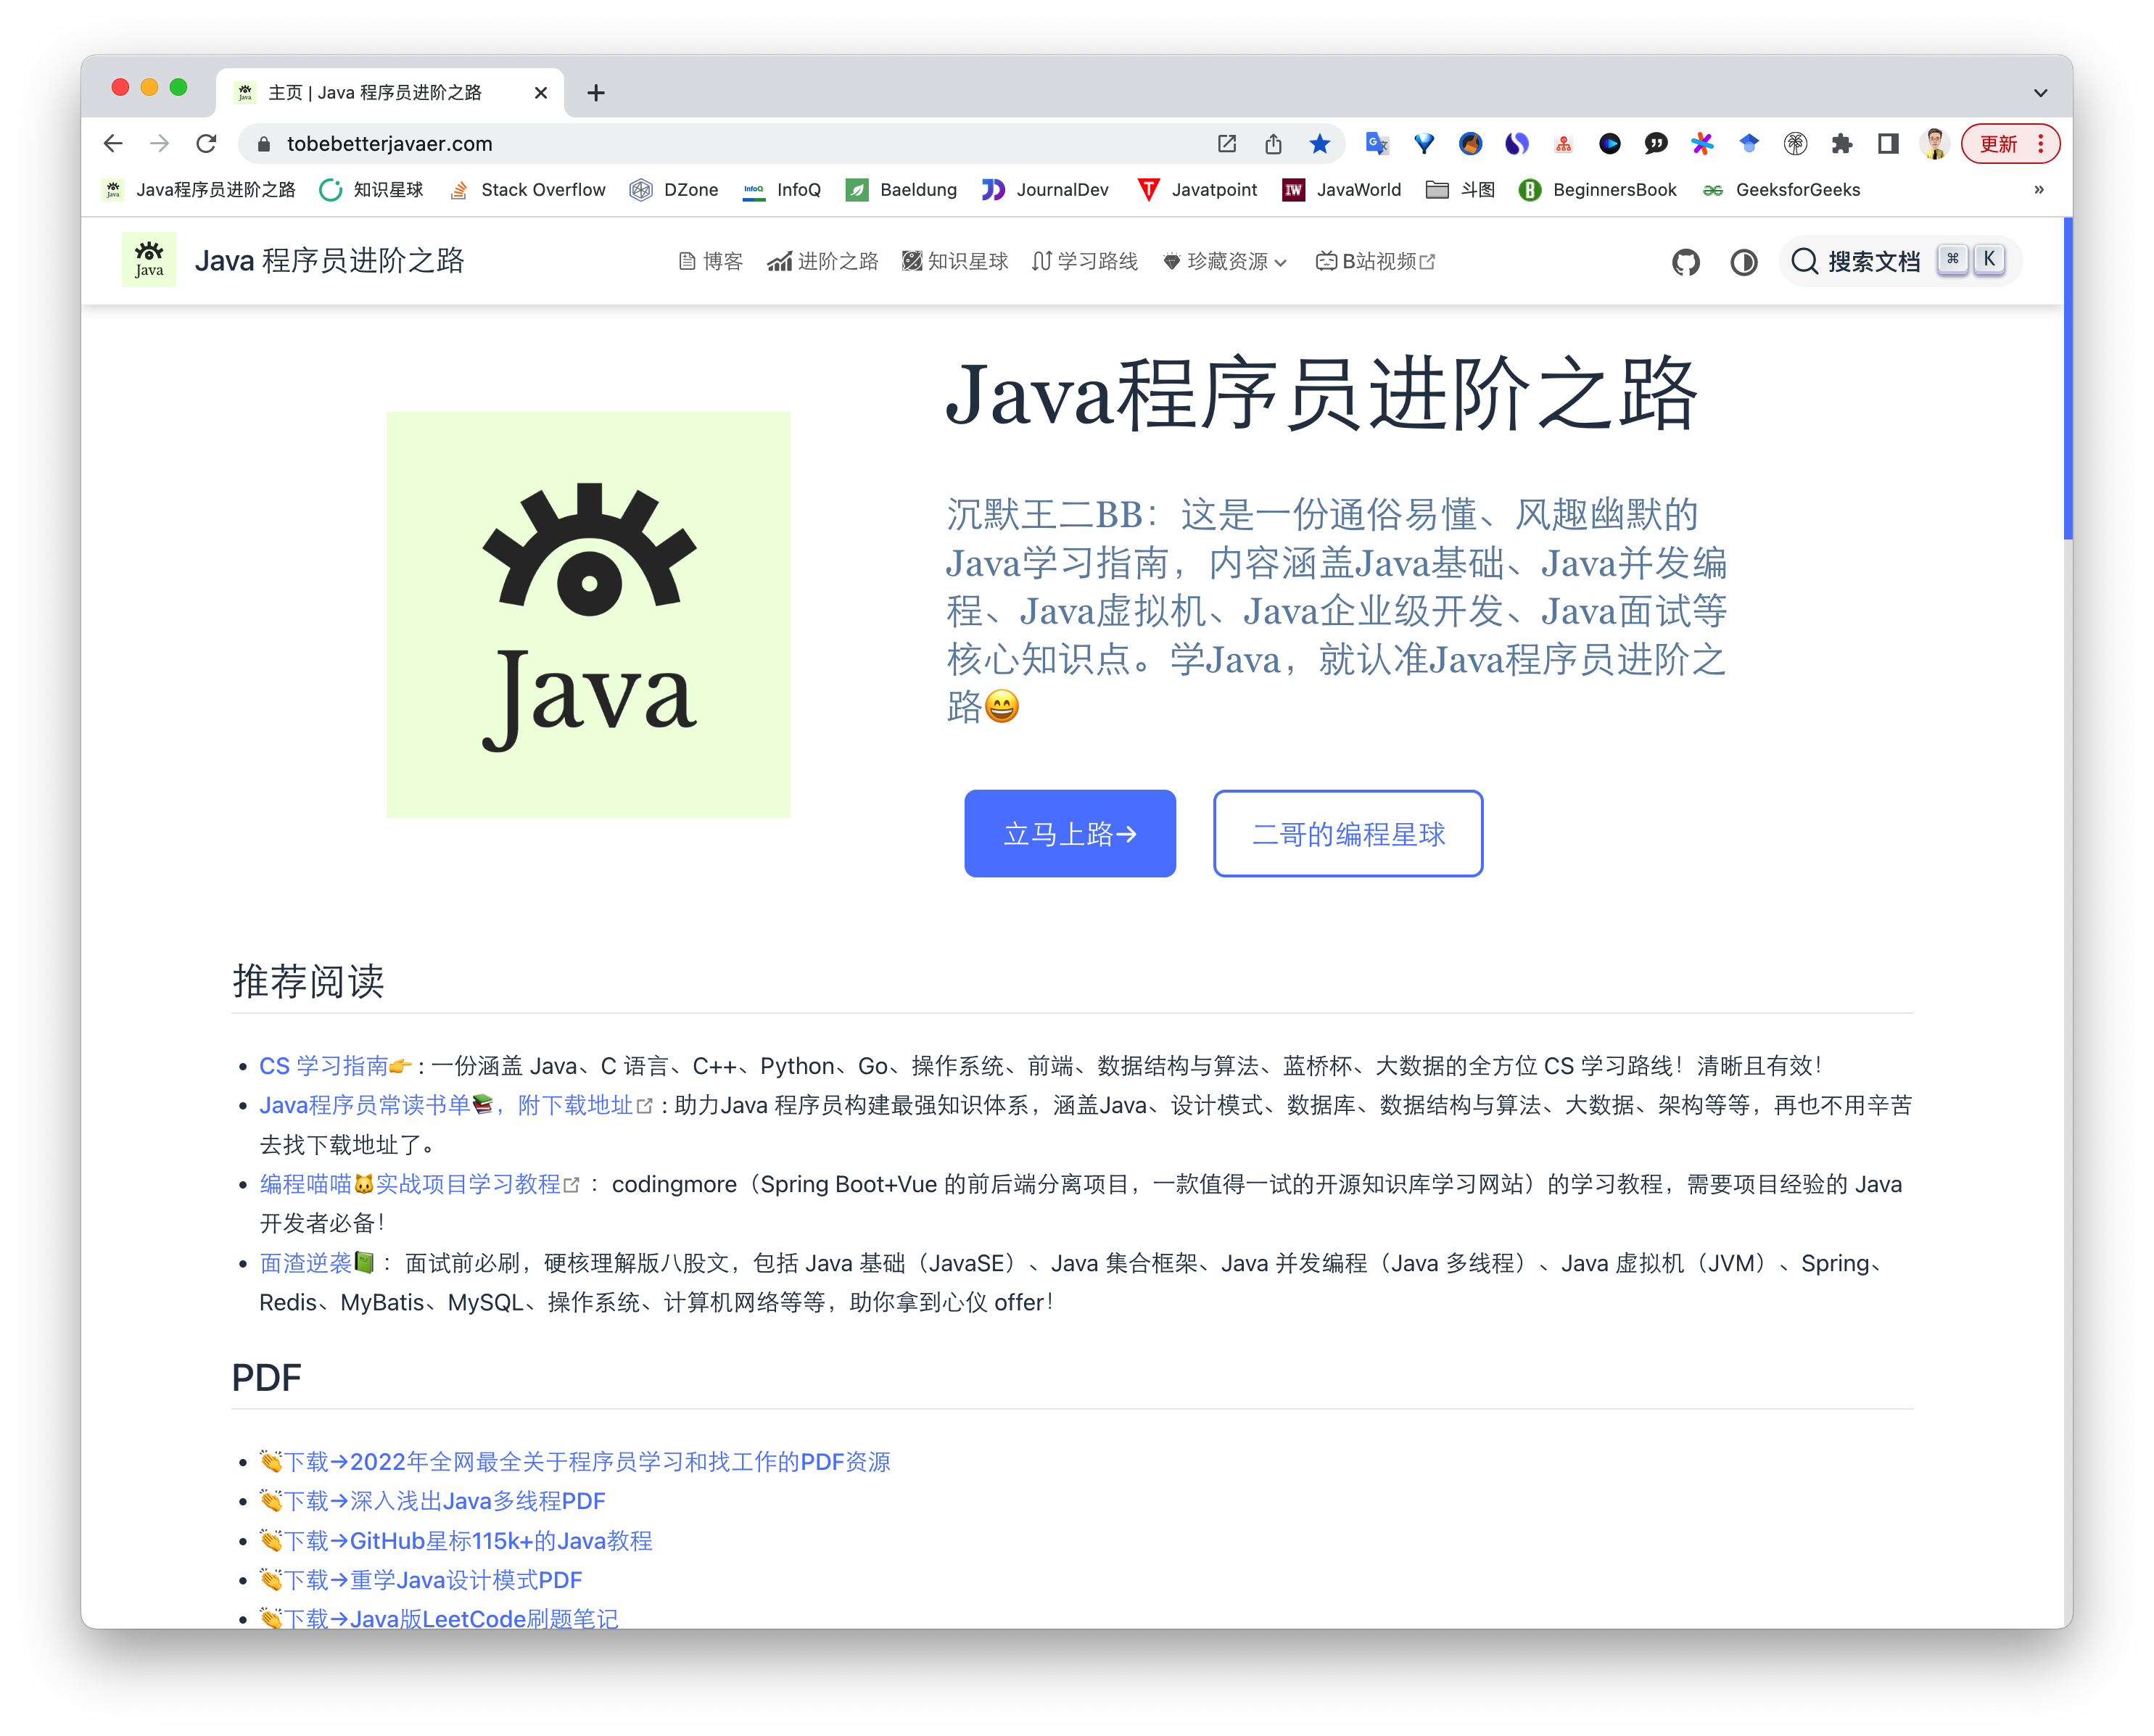 主页 | Java 程序员进阶之路
tobebetterjavaer.com
更新
Java程序员进阶之路 知识星球 Stack Overflow DZone InfoQ Baeldung JournalDev Javatpoint JavaWorld 斗图 BeginnersBook GeeksforGeeks »
Java Java 程序员进阶之路 博客 进阶之路 知识星球 学习路线 珍藏资源 B站视频 搜索文档 ⌘ K
Java程序员进阶之路
沉默王二BB：这是一份通俗易懂、风趣幽默的
Java学习指南，内容涵盖Java基础、Java并发编
程、Java虚拟机、Java企业级开发、Java面试等
核心知识点。学Java，就认准Java程序员进阶之
路😄
Java
立马上路→ 二哥的编程星球
推荐阅读
• CS 学习指南👉 : 一份涵盖 Java、C 语言、C++、Python、Go、操作系统、前端、数据结构与算法、蓝桥杯、大数据的全方位 CS 学习路线！清晰且有效！
• Java程序员常读书单📚，附下载地址 : 助力Java 程序员构建最强知识体系，涵盖Java、设计模式、数据库、数据结构与算法、大数据、架构等等，再也不用辛苦
去找下载地址了。
• 编程喵喵🐱实战项目学习教程 ：codingmore（Spring Boot+Vue 的前后端分离项目，一款值得一试的开源知识库学习网站）的学习教程，需要项目经验的 Java
开发者必备！
• 面渣逆袭📗 ：面试前必刷，硬核理解版八股文，包括 Java 基础（JavaSE）、Java 集合框架、Java 并发编程（Java 多线程）、Java 虚拟机（JVM）、Spring、
Redis、MyBatis、MySQL、操作系统、计算机网络等等，助你拿到心仪 offer！
PDF
• 👏下载→2022年全网最全关于程序员学习和找工作的PDF资源
• 👏下载→深入浅出Java多线程PDF
• 👏下载→GitHub星标115k+的Java教程
• 👏下载→重学Java设计模式PDF
• 👏下载→Java版LeetCode刷题笔记